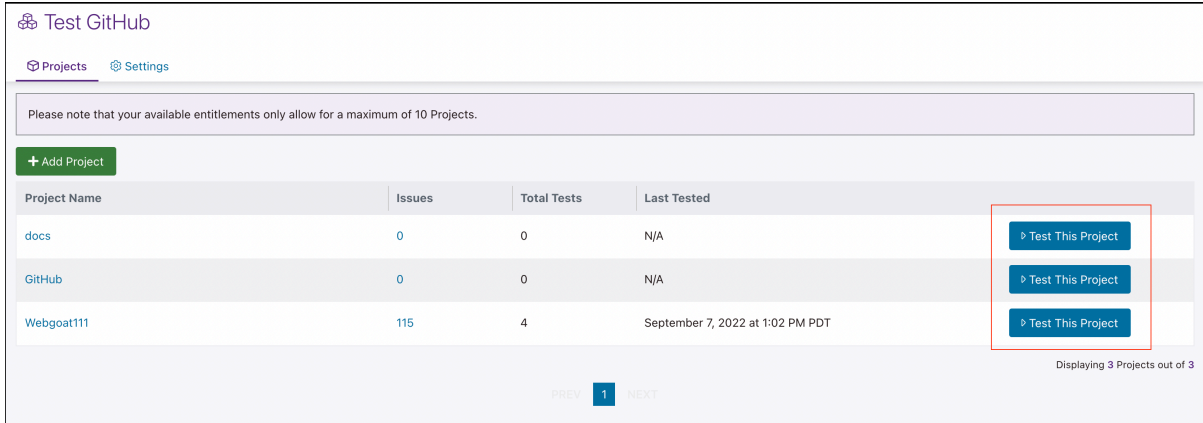 Test GitHub
Projects Settings
Please note that your available entitlements only allow for a maximum of 10 Projects.
+ Add Project
Project Name Issues Total Tests Last Tested
docs 0 0 N/A Test This Project
GitHub 0 0 N/A Test This Project
Webgoat111 115 4 September 7, 2022 at 1:02 PM PDT Test This Project
Displaying 3 Projects out of 3
PREV 1 NEXT